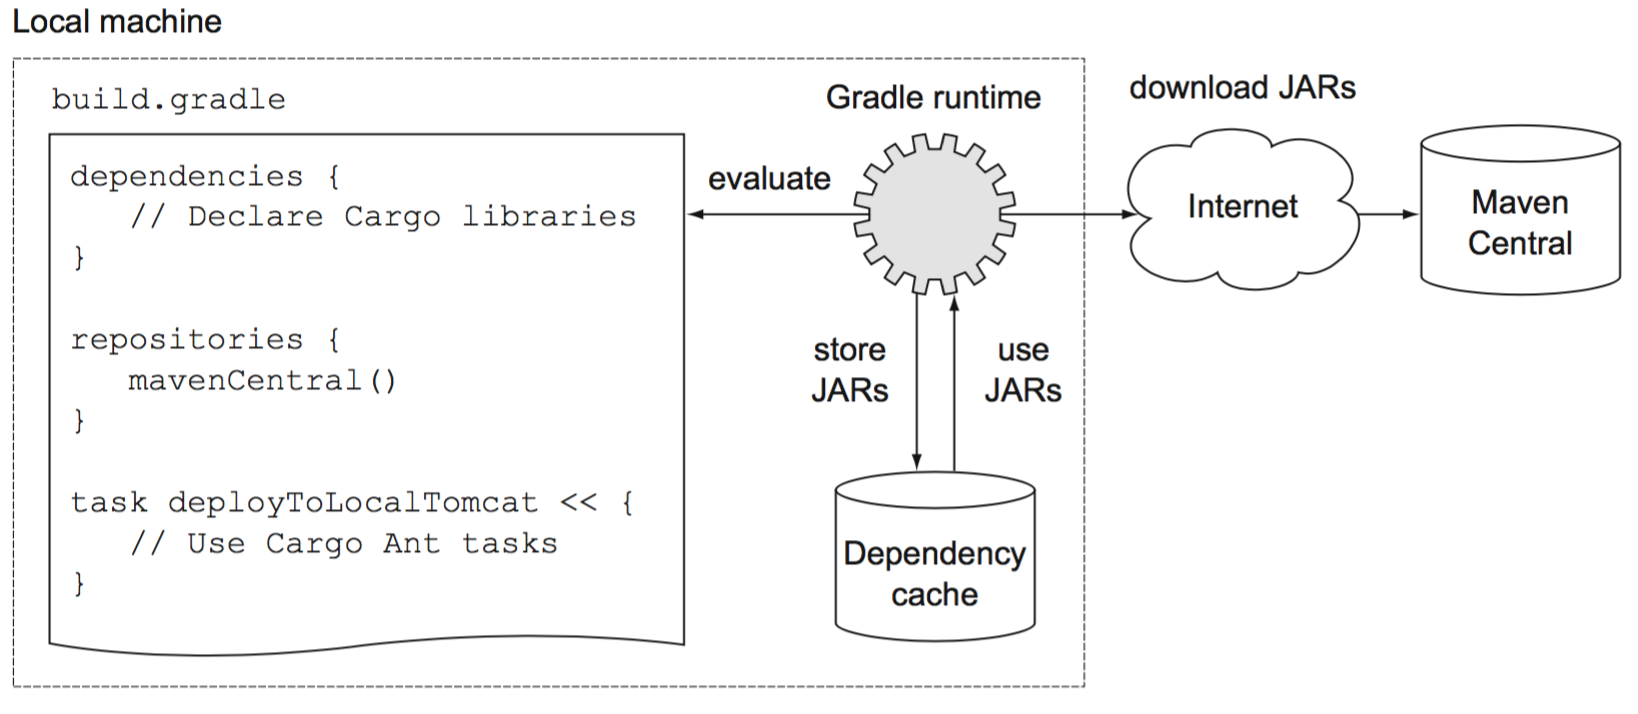 Local machine
build.gradle
dependencies {
// Declare Cargo libraries
}
repositories {
mavenCentral()
}
task deployToLocalTomcat << {
// Use Cargo Ant tasks
}
Gradle runtime
evaluate
store
JARs
use
JARs
Dependency
cache
download JARs
Internet
Maven
Central